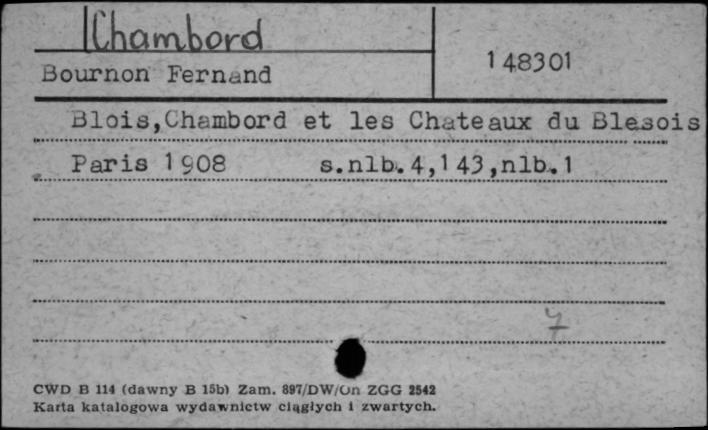 Chambord
148301
Bournon Fernand
Blois,Chambord et les Chateaux du Blesois
Paris 1908 s.nlb.4,143,nlb.1
7
CWD B 114 (dawny B 15b) Zam. 897/DW/On ZGG 2542
Karta katalogowa wydawnictw ciągłych i zwartych.